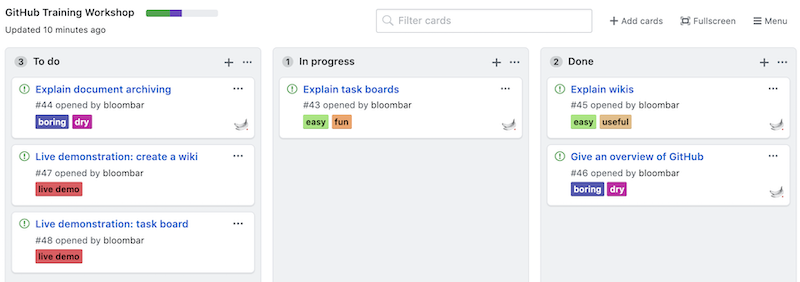 GitHub Training Workshop
Updated 10 minutes ago
Filter cards
+ Add cards
Fullscreen
Menu
3 To do
Explain document archiving
#44 opened by bloombar
boring dry
Live demonstration: create a wiki
#47 opened by bloombar
live demo
Live demonstration: task board
#48 opened by bloombar
live demo
1 In progress
Explain task boards
#43 opened by bloombar
easy fun
2 Done
Explain wikis
#45 opened by bloombar
easy useful
Give an overview of GitHub
#46 opened by bloombar
boring dry